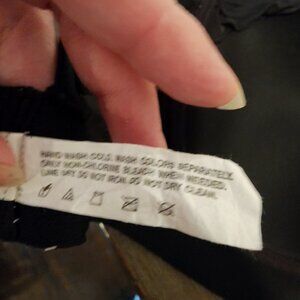 HAND WASH COLD. WASH COLORS SEPARATELY.
ONLY NON-CHLORINE BLEACH WHEN NEEDED.
LINE DRY. DO NOT IRON. DO NOT DRY CLEAN.